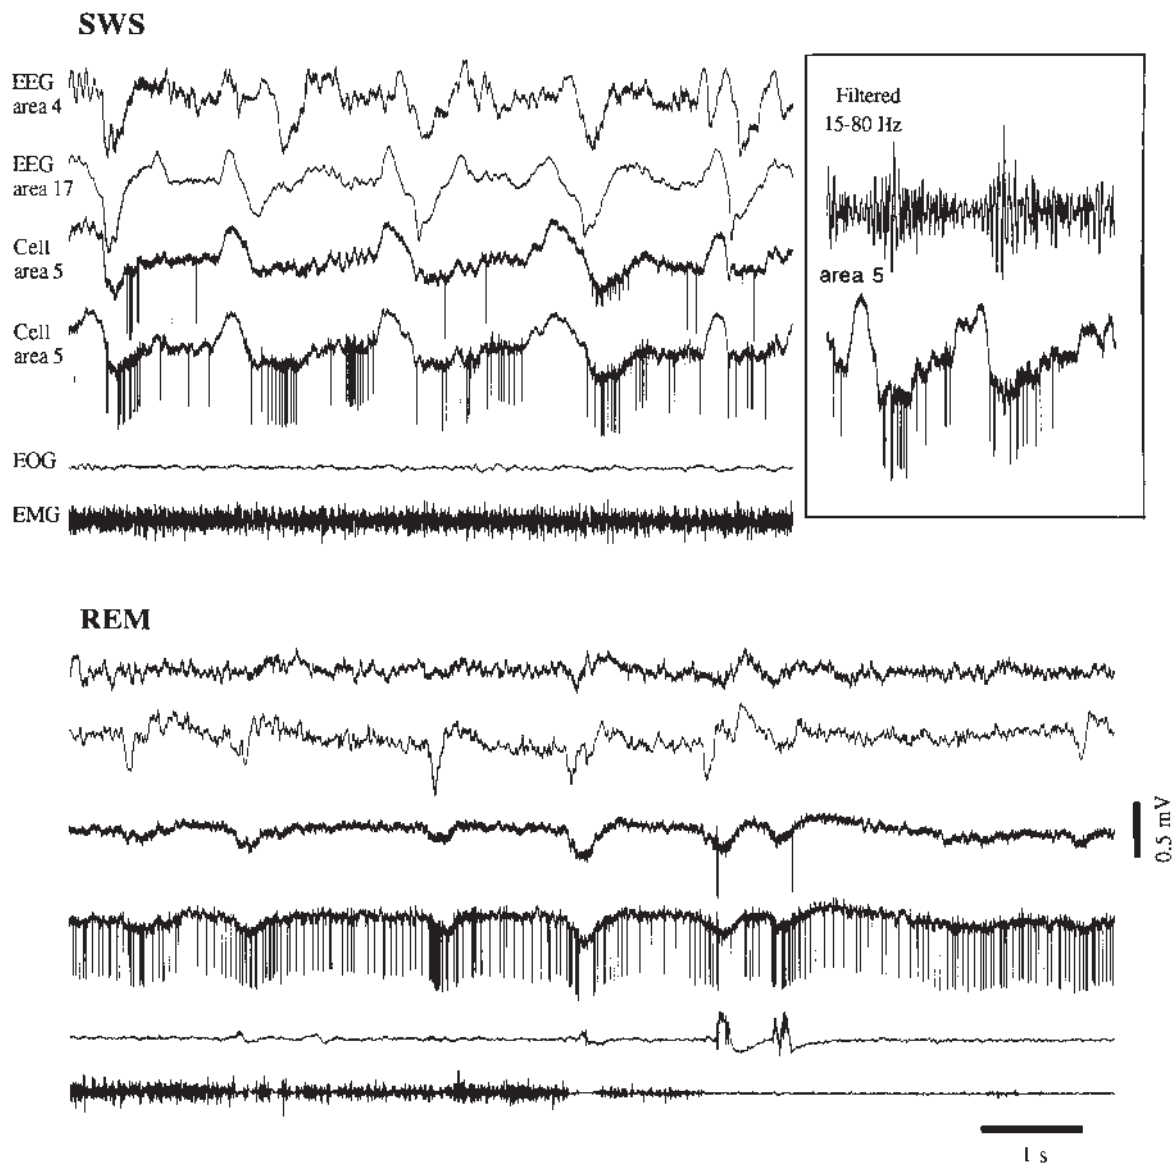 SWS
EEG
area 4
EEG
area 17
Cell
area 5
Cell
area 5
EOG
EMG
Filtered
15-80 Hz
area 5
REM
0.5 mV
1 s